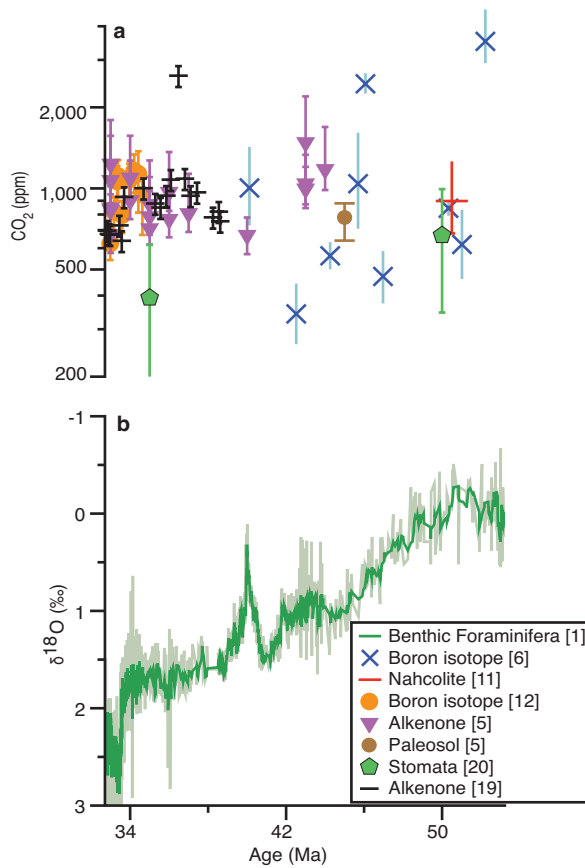 a
2,000
1,000
500
200
CO₂ (ppm)
b
-1
0
1
2
3
δ¹⁸O (‰)
Benthic Foraminifera [1]
Boron isotope [6]
Nahcolite [11]
Boron isotope [12]
Alkenone [5]
Paleosol [5]
Stomata [20]
Alkenone [19]
34
42
50
Age (Ma)